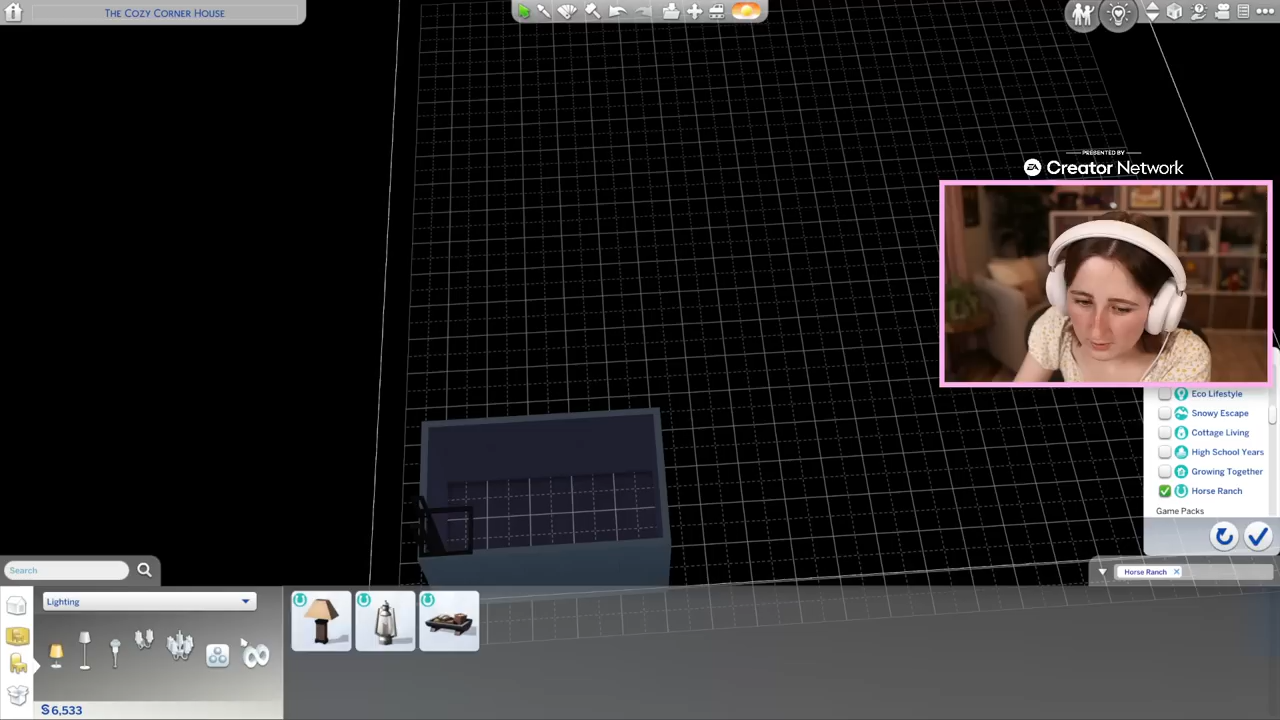 THE COZY CORNER HOUSE
PRESENTED BY
EA Creator Network
Eco Lifestyle
Snowy Escape
Cottage Living
High School Years
Growing Together
Horse Ranch
Game Packs
Search
Horse Ranch
Lighting
§6,533